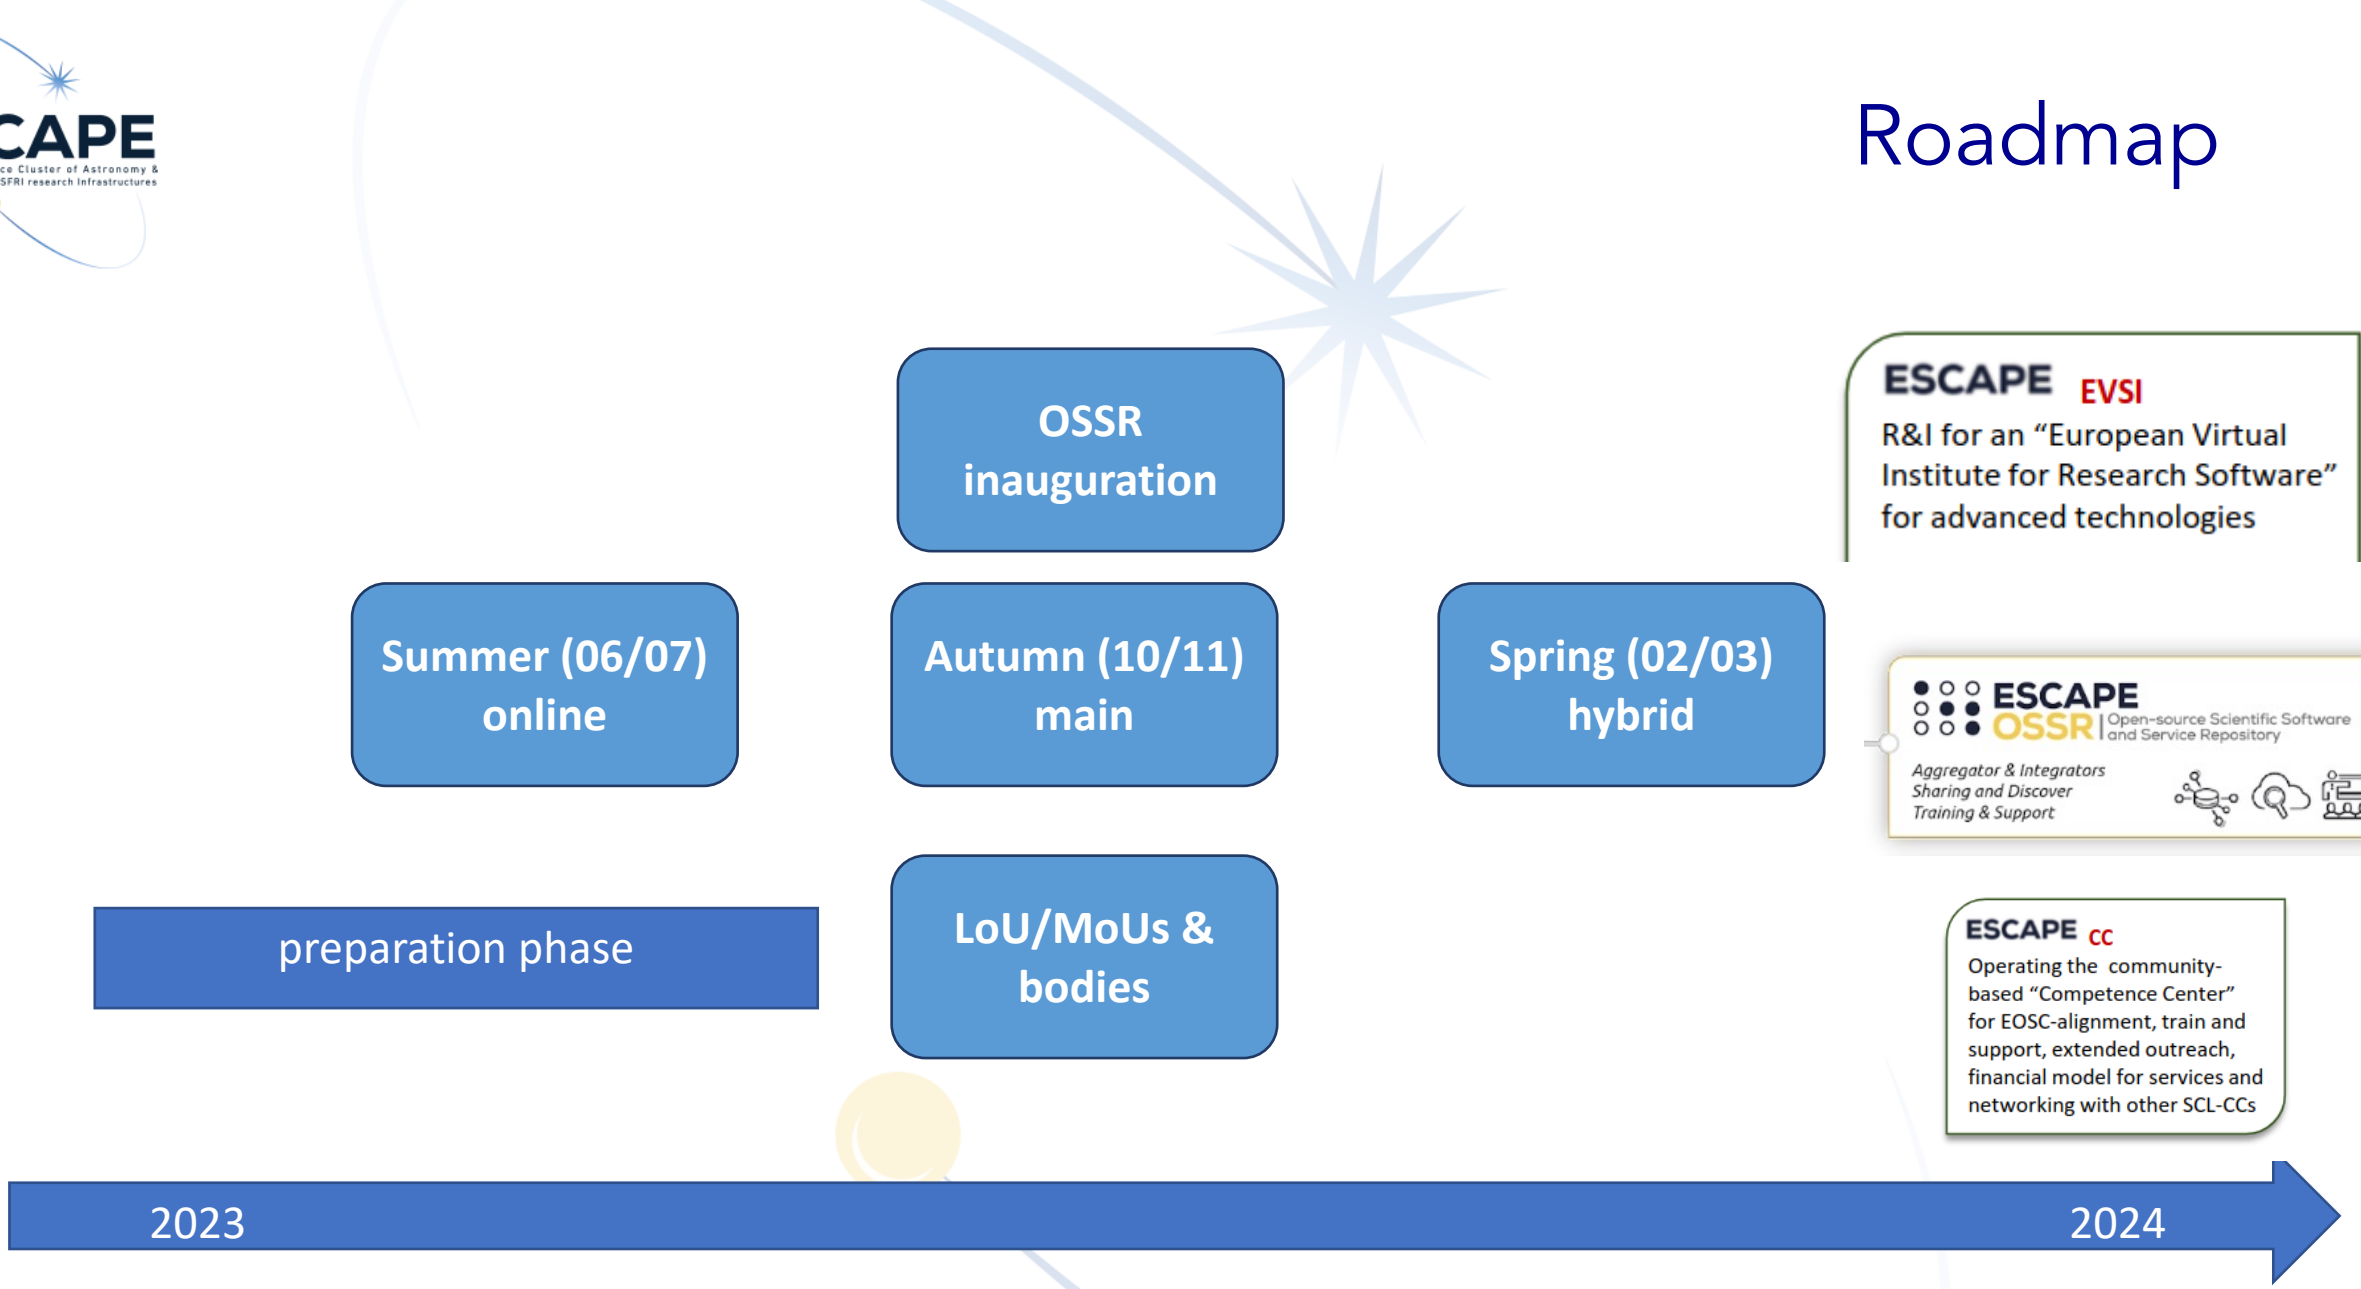 CAPE
ce Cluster of Astronomy &
SFRI research Infrastructures
Roadmap
OSSR
inauguration
Summer (06/07)
online
Autumn (10/11)
main
Spring (02/03)
hybrid
preparation phase
LoU/MoUs &
bodies
ESCAPE EVSI
R&I for an “European Virtual
Institute for Research Software”
for advanced technologies
ESCAPE
OSSR
Open-source Scientific Software
and Service Repository
Aggregator & Integrators
Sharing and Discover
Training & Support
ESCAPE CC
Operating the community-
based “Competence Center”
for EOSC-alignment, train and
support, extended outreach,
financial model for services and
networking with other SCL-CCs
2023
2024